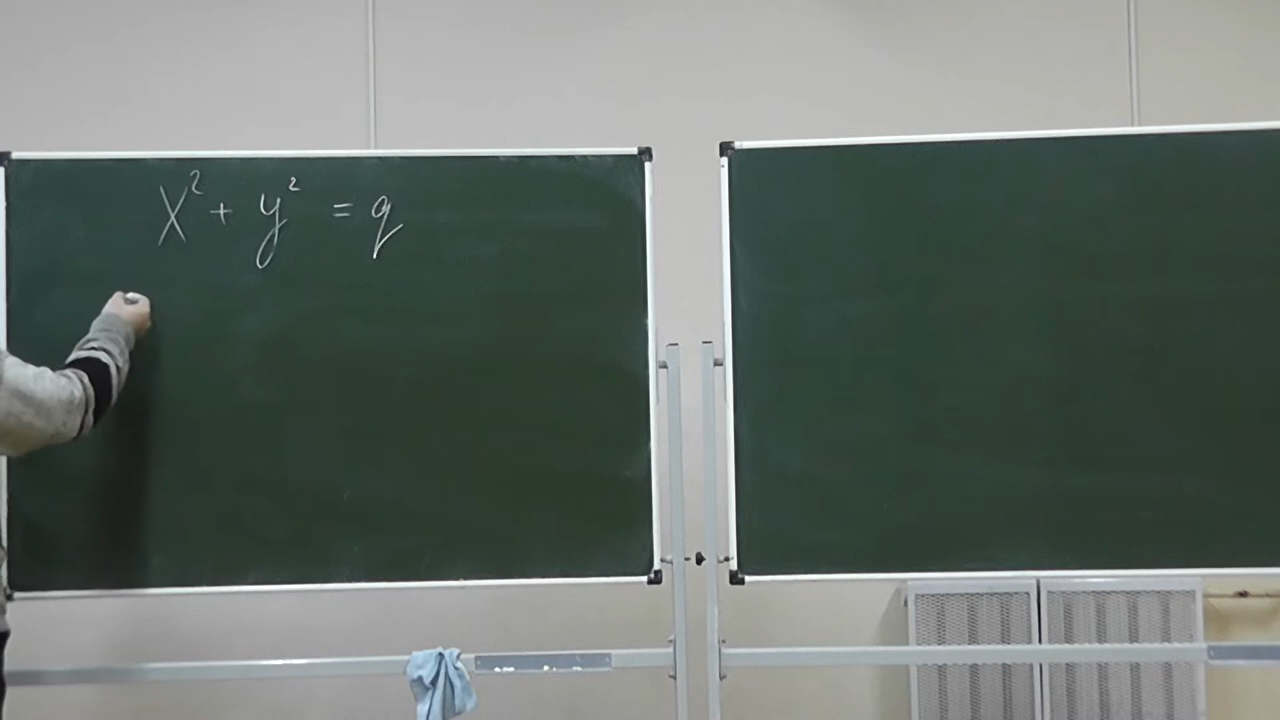 x² + y² = q